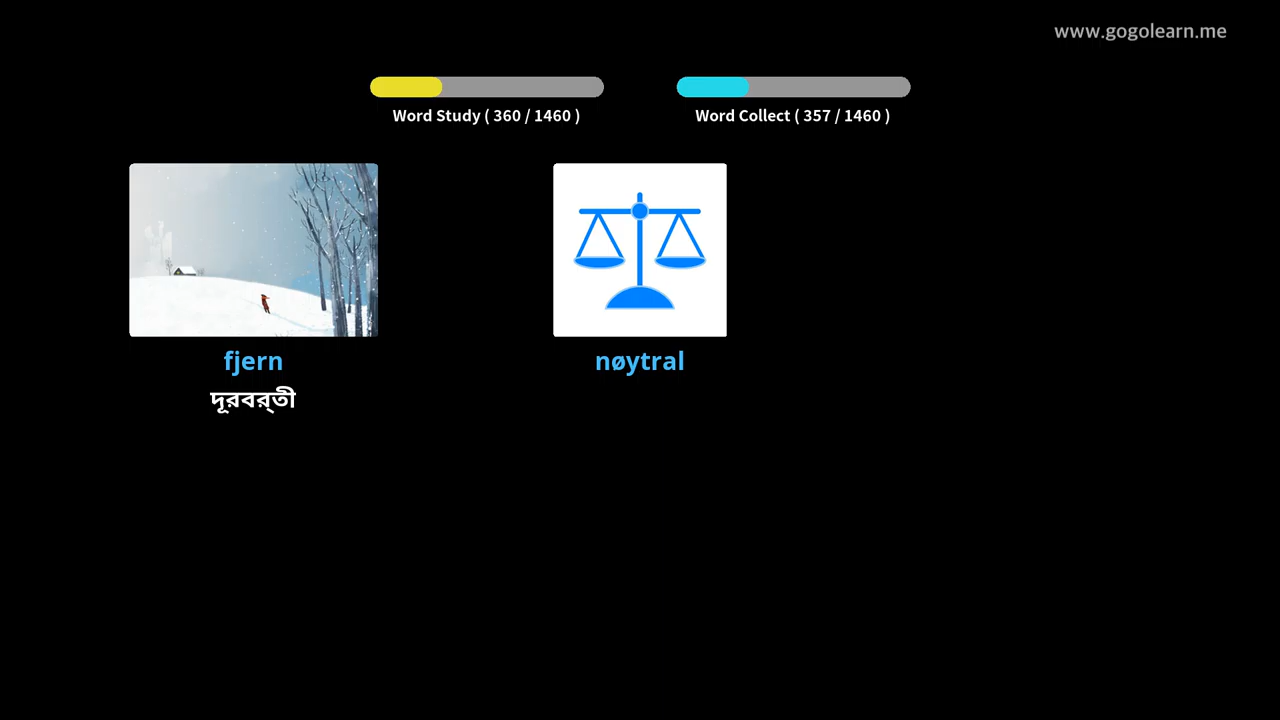 www.gogolearn.me
Word Study ( 360 / 1460 )
Word Collect ( 357 / 1460 )
fjern
nøytral
দূরবর্তী